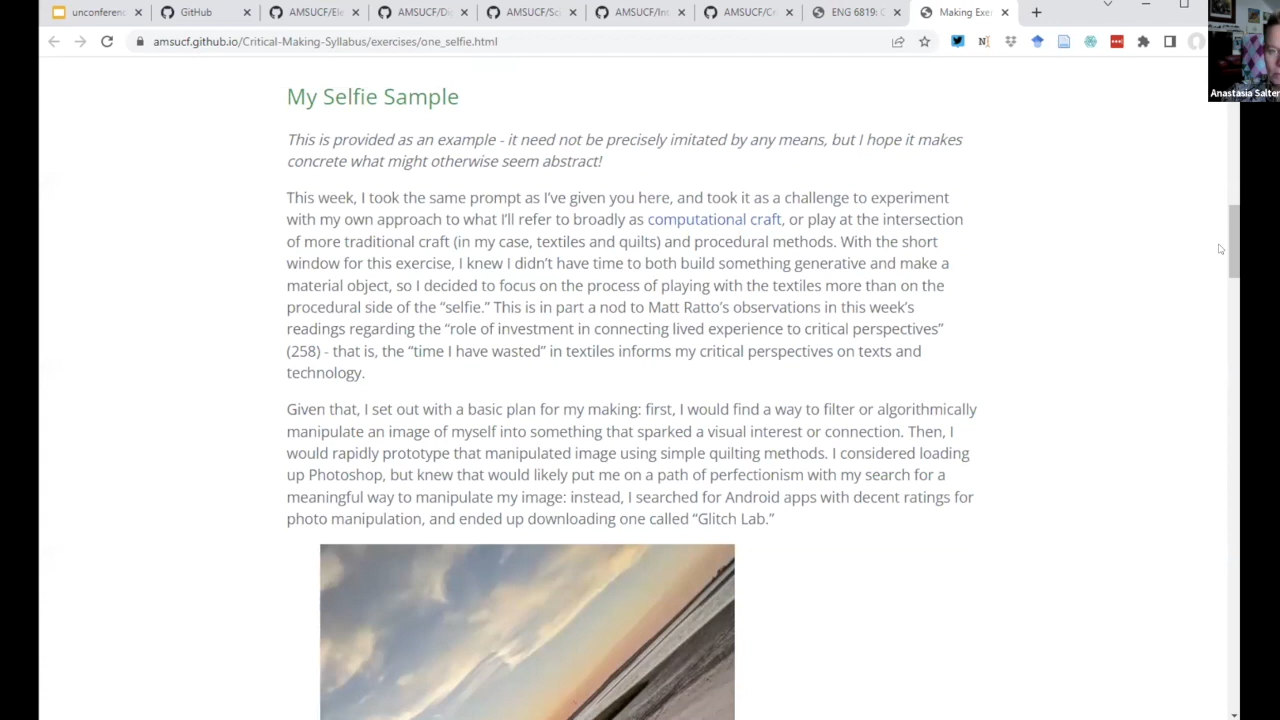 unconferenc
GitHub
AMSUCF/Ele
AMSUCF/Dig
AMSUCF/Sc
AMSUCF/Int
AMSUCF/Cr
ENG 6819: C
Making Exer
amsucf.github.io/Critical-Making-Syllabus/exercises/one_selfie.html
Anastasia Salter
My Selfie Sample
This is provided as an example - it need not be precisely imitated by any means, but I hope it makes
concrete what might otherwise seem abstract!
This week, I took the same prompt as I've given you here, and took it as a challenge to experiment
with my own approach to what I'll refer to broadly as computational craft, or play at the intersection
of more traditional craft (in my case, textiles and quilts) and procedural methods. With the short
window for this exercise, I knew I didn't have time to both build something generative and make a
material object, so I decided to focus on the process of playing with the textiles more than on the
procedural side of the “selfie.” This is in part a nod to Matt Ratto's observations in this week's
readings regarding the “role of investment in connecting lived experience to critical perspectives”
(258) - that is, the “time I have wasted” in textiles informs my critical perspectives on texts and
technology.
Given that, I set out with a basic plan for my making: first, I would find a way to filter or algorithmically
manipulate an image of myself into something that sparked a visual interest or connection. Then, I
would rapidly prototype that manipulated image using simple quilting methods. I considered loading
up Photoshop, but knew that would likely put me on a path of perfectionism with my search for a
meaningful way to manipulate my image: instead, I searched for Android apps with decent ratings for
photo manipulation, and ended up downloading one called “Glitch Lab.”